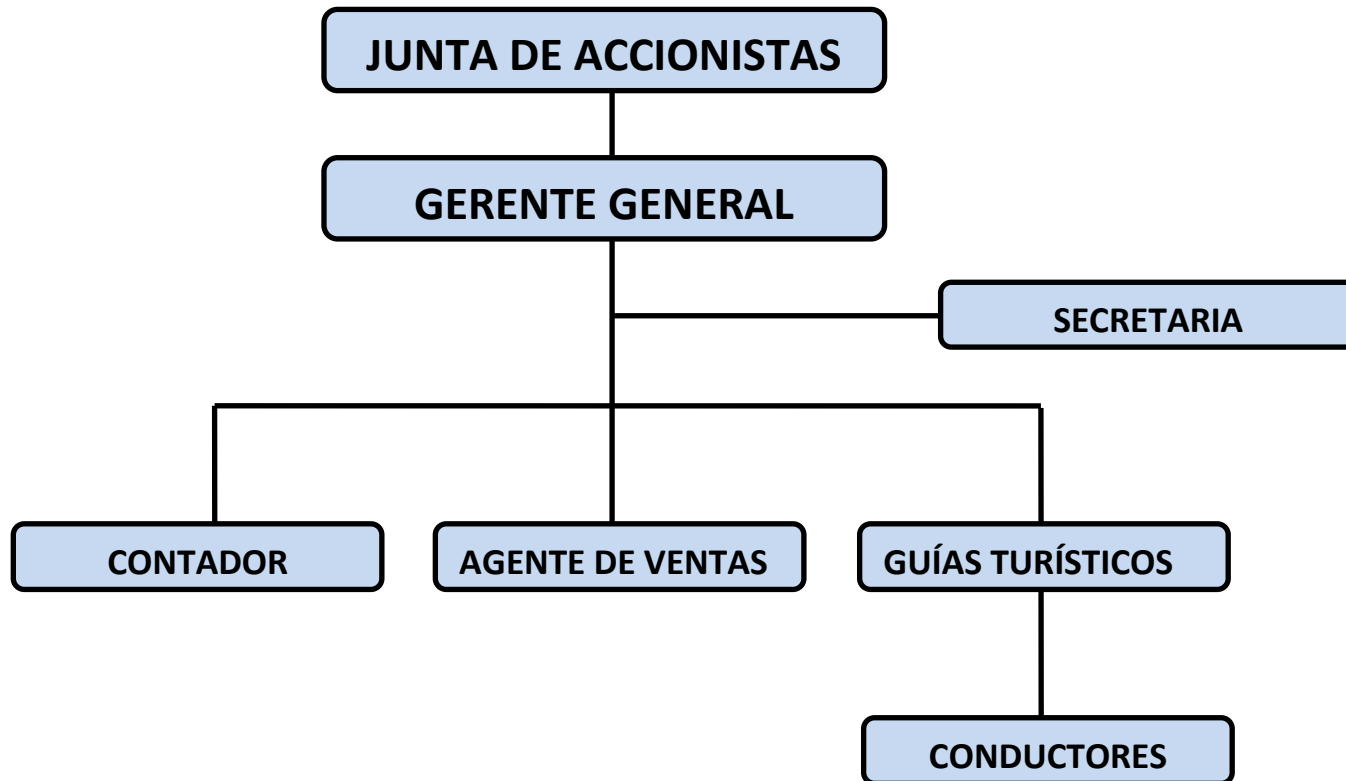 JUNTA DE ACCIONISTAS
GERENTE GENERAL
SECRETARIA
CONTADOR
AGENTE DE VENTAS
GUÍAS TURÍSTICOS
CONDUCTORES